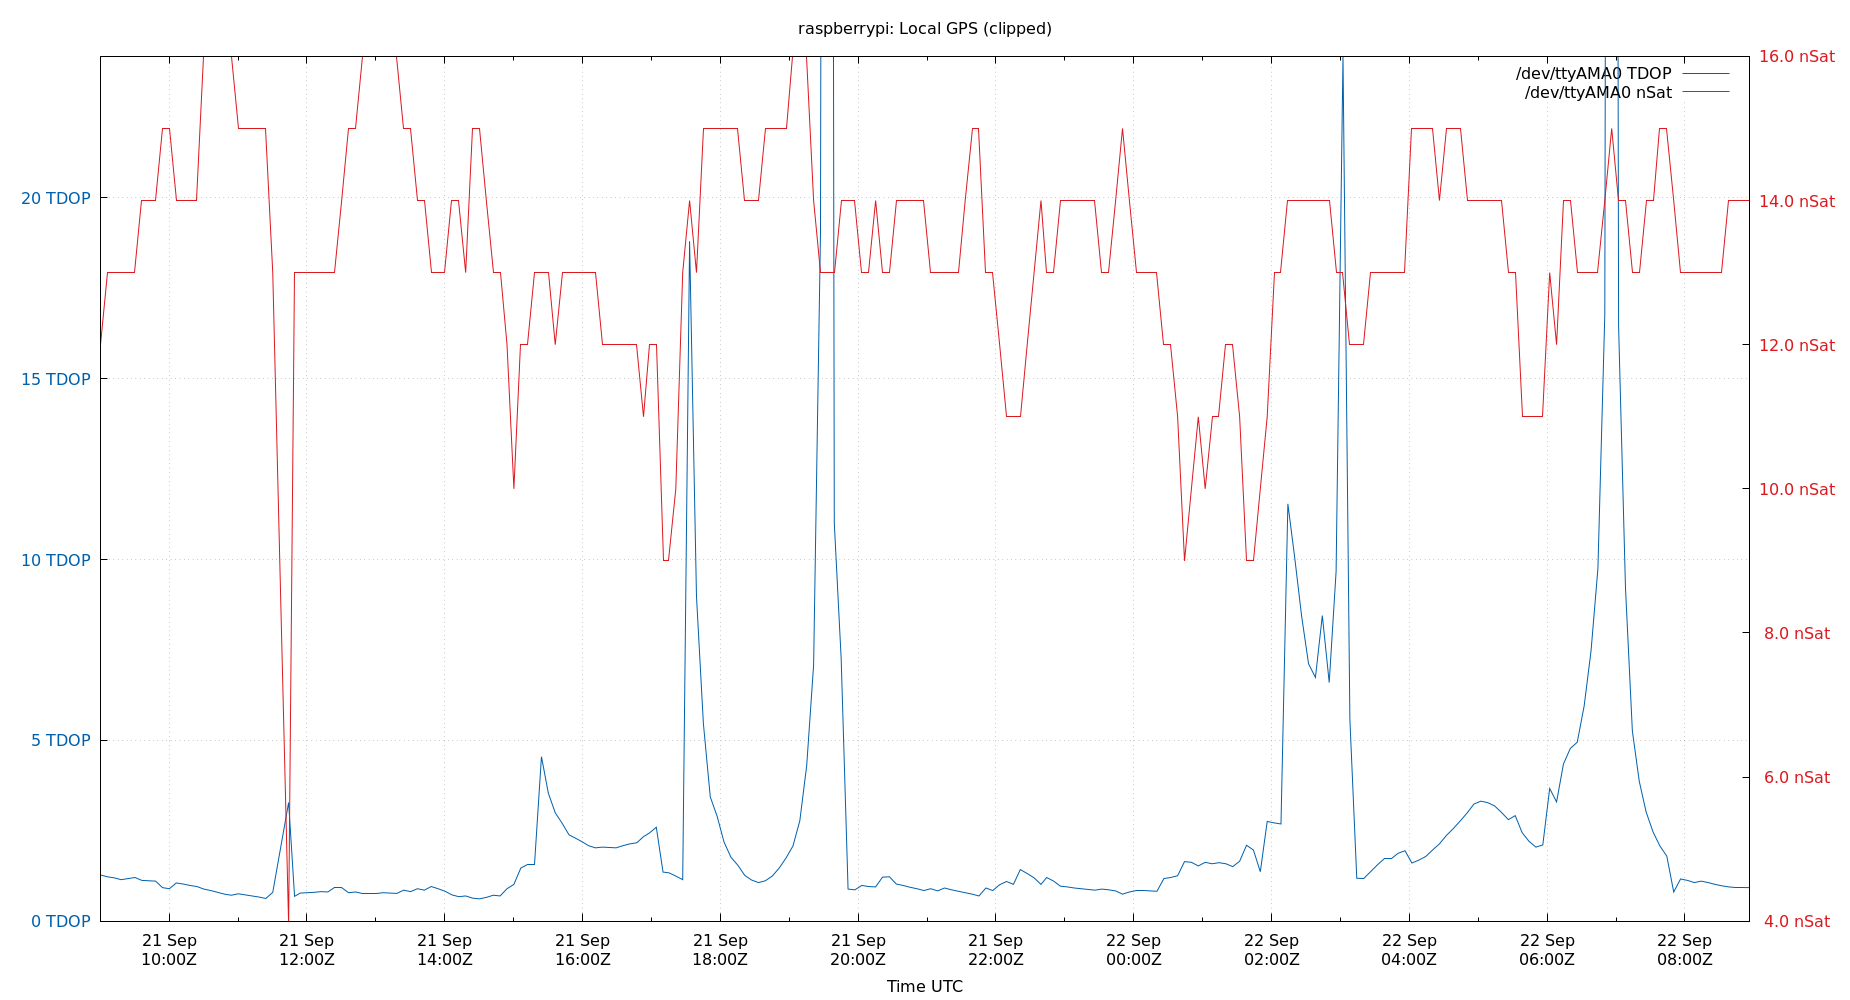 raspberrypi: Local GPS (clipped)
/dev/ttyAMA0 TDOP
/dev/ttyAMA0 nSat
20 TDOP
15 TDOP
10 TDOP
5 TDOP
0 TDOP
16.0 nSat
14.0 nSat
12.0 nSat
10.0 nSat
8.0 nSat
6.0 nSat
4.0 nSat
21 Sep 21 Sep 21 Sep 21 Sep 21 Sep 21 Sep 21 Sep 22 Sep 22 Sep 22 Sep 22 Sep 22 Sep
10:00Z 12:00Z 14:00Z 16:00Z 18:00Z 20:00Z 22:00Z 00:00Z 02:00Z 04:00Z 06:00Z 08:00Z
Time UTC